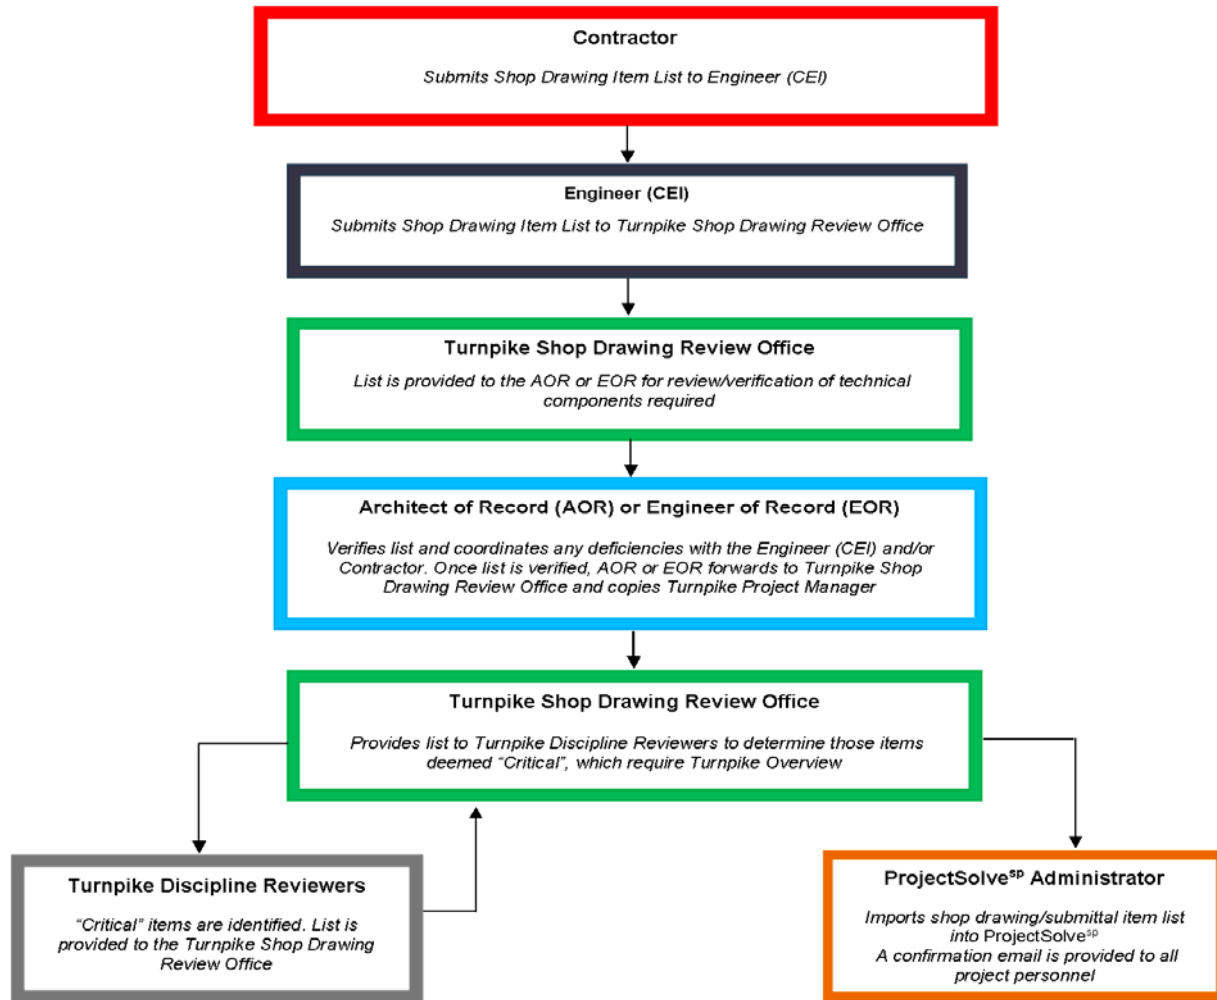 Contractor
Submits Shop Drawing Item List to Engineer (CEI)
Engineer (CEI)
Submits Shop Drawing Item List to Turnpike Shop Drawing Review Office
Turnpike Shop Drawing Review Office
List is provided to the AOR or EOR for review/verification of technical
components required
Architect of Record (AOR) or Engineer of Record (EOR)
Verifies list and coordinates any deficiencies with the Engineer (CEI) and/or
Contractor. Once list is verified, AOR or EOR forwards to Turnpike Shop
Drawing Review Office and copies Turnpike Project Manager
Turnpike Shop Drawing Review Office
Provides list to Turnpike Discipline Reviewers to determine those items
deemed “Critical”, which require Turnpike Overview
Turnpike Discipline Reviewers
“Critical” items are identified. List is
provided to the Turnpike Shop Drawing
Review Office
ProjectSolveˢᵖ Administrator
Imports shop drawing/submittal item list
into ProjectSolveˢᵖ
A confirmation email is provided to all
project personnel